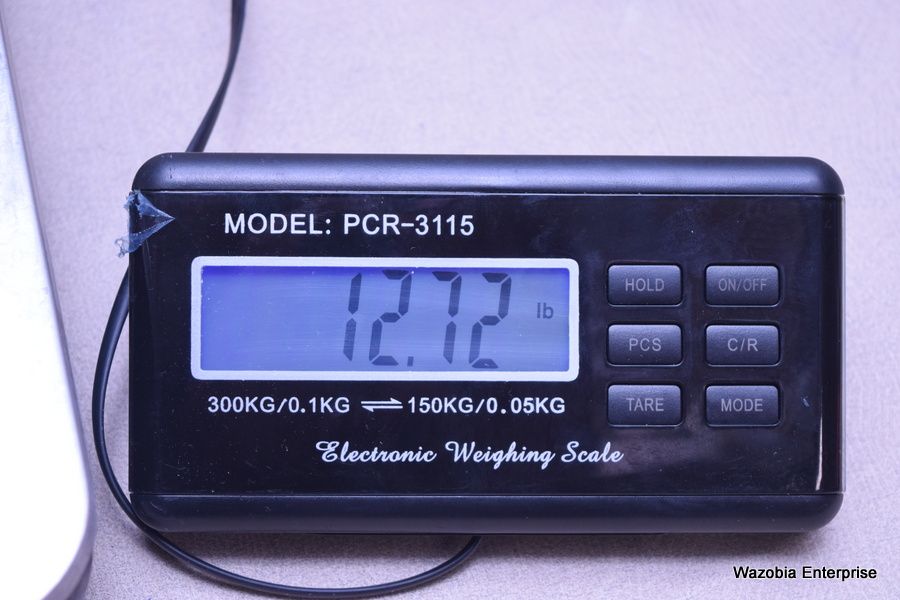 MODEL: PCR-3115
12.72 lb
HOLD
ON/OFF
PCS
C/R
TARE
MODE
300KG/0.1KG ⇌ 150KG/0.05KG
Electronic Weighing Scale
Wazobia Enterprise